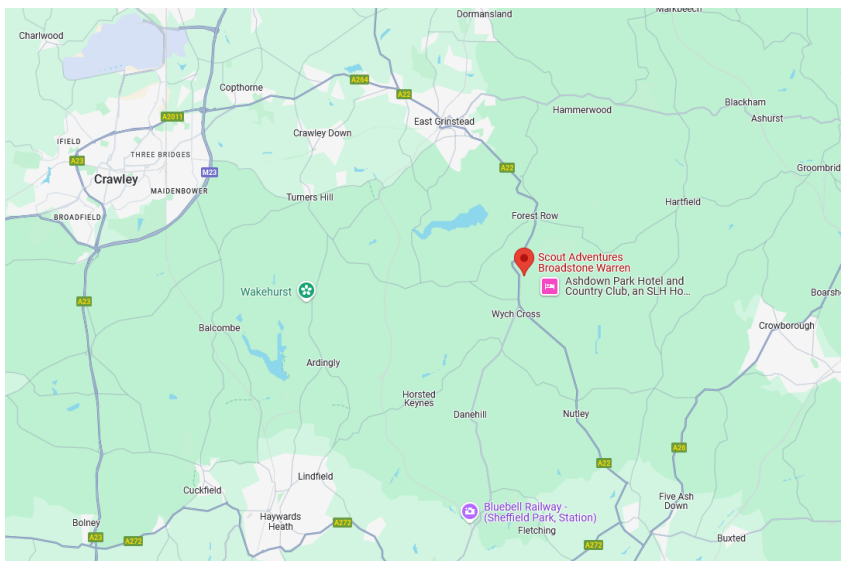 Charlwood
Dormansland
Copthorne
A264
A22
A2011
East Grinstead
Hammerwood
Blackham
Ashurst
Crawley Down
IFIELD
THREE BRIDGES
A23
M23
Crawley
MAIDENBOWER
A22
Groombrid
Turners Hill
Hartfield
BROADFIELD
Forest Row
Scout Adventures
Broadstone Warren
Ashdown Park Hotel and
Country Club, an SLH Ho...
Wakehurst
Boarsh
A23
Wych Cross
Balcombe
Crowborough
Ardingly
Horsted
Keynes
Danehill
Nutley
A26
A22
Lindfield
Cuckfield
Five Ash
Down
Bluebell Railway -
(Sheffield Park, Station)
Haywards
Heath
A272
Bolney
Fletching
A23
A272
A272
Buxted